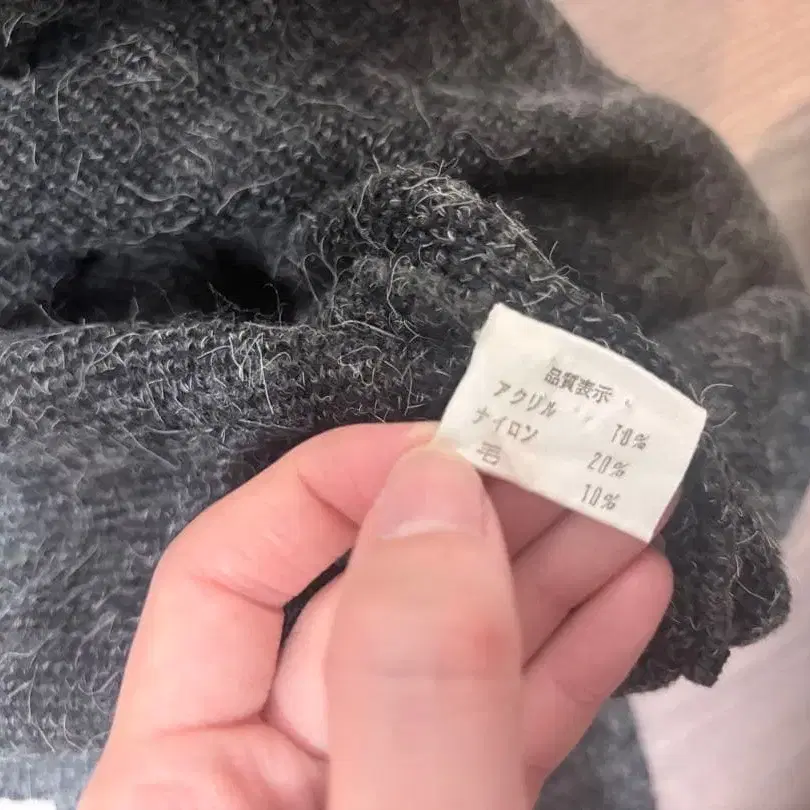 品質表示
アクリル 70%
ナイロン 20%
毛 10%